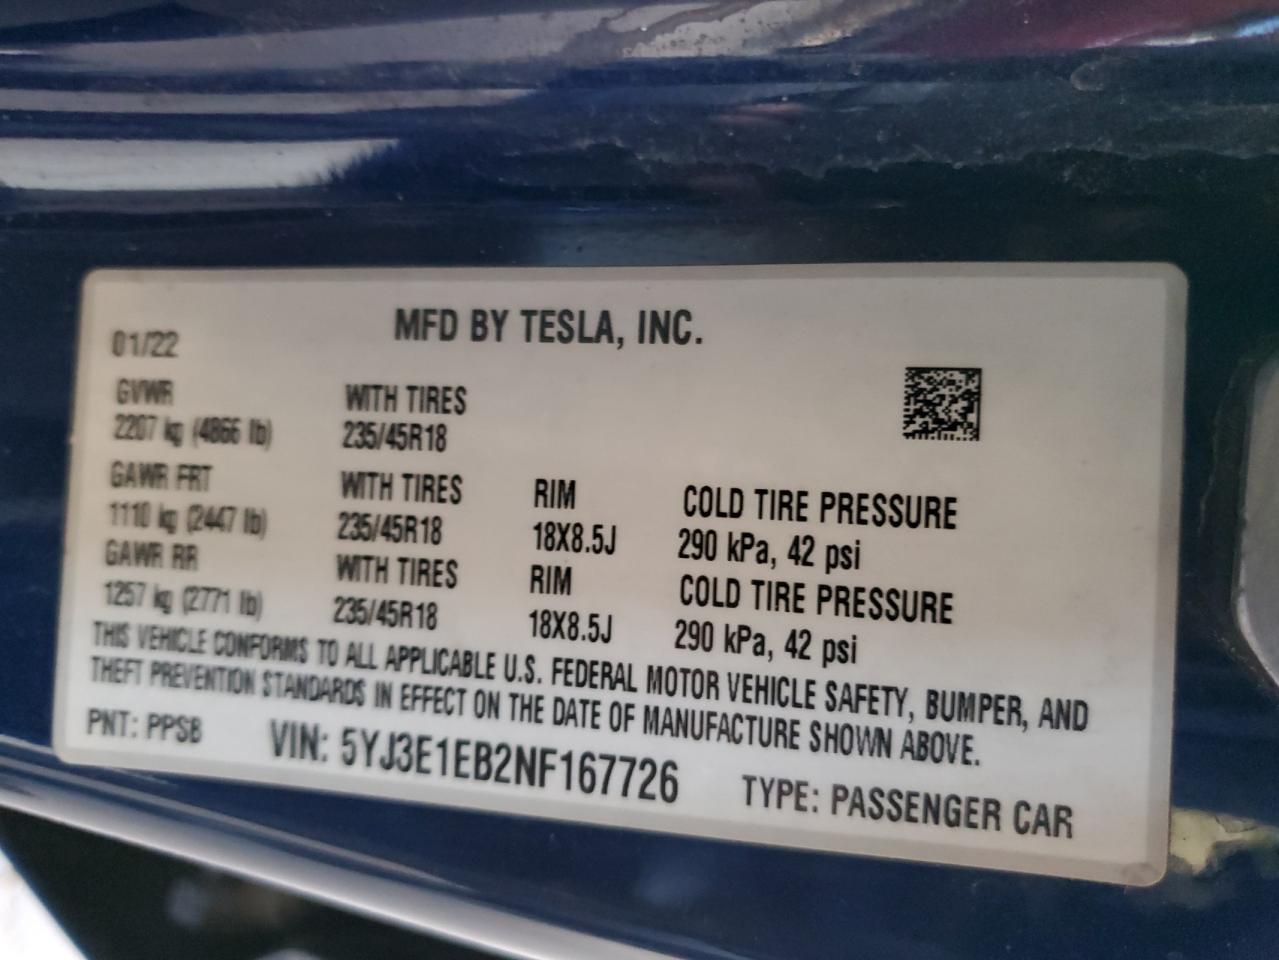 MFD BY TESLA, INC.
01/22
GVWR WITH TIRES
2207 kg (4866 lb) 235/45R18
GAWR FRT WITH TIRES RIM COLD TIRE PRESSURE
1110 kg (2447 lb) 235/45R18 18X8.5J 290 kPa, 42 psi
GAWR RR WITH TIRES RIM COLD TIRE PRESSURE
1257 kg (2771 lb) 235/45R18 18X8.5J 290 kPa, 42 psi
THIS VEHICLE CONFORMS TO ALL APPLICABLE U.S. FEDERAL MOTOR VEHICLE SAFETY, BUMPER, AND
THEFT PREVENTION STANDARDS IN EFFECT ON THE DATE OF MANUFACTURE SHOWN ABOVE.
PNT: PPSB VIN: 5YJ3E1EB2NF167726 TYPE: PASSENGER CAR